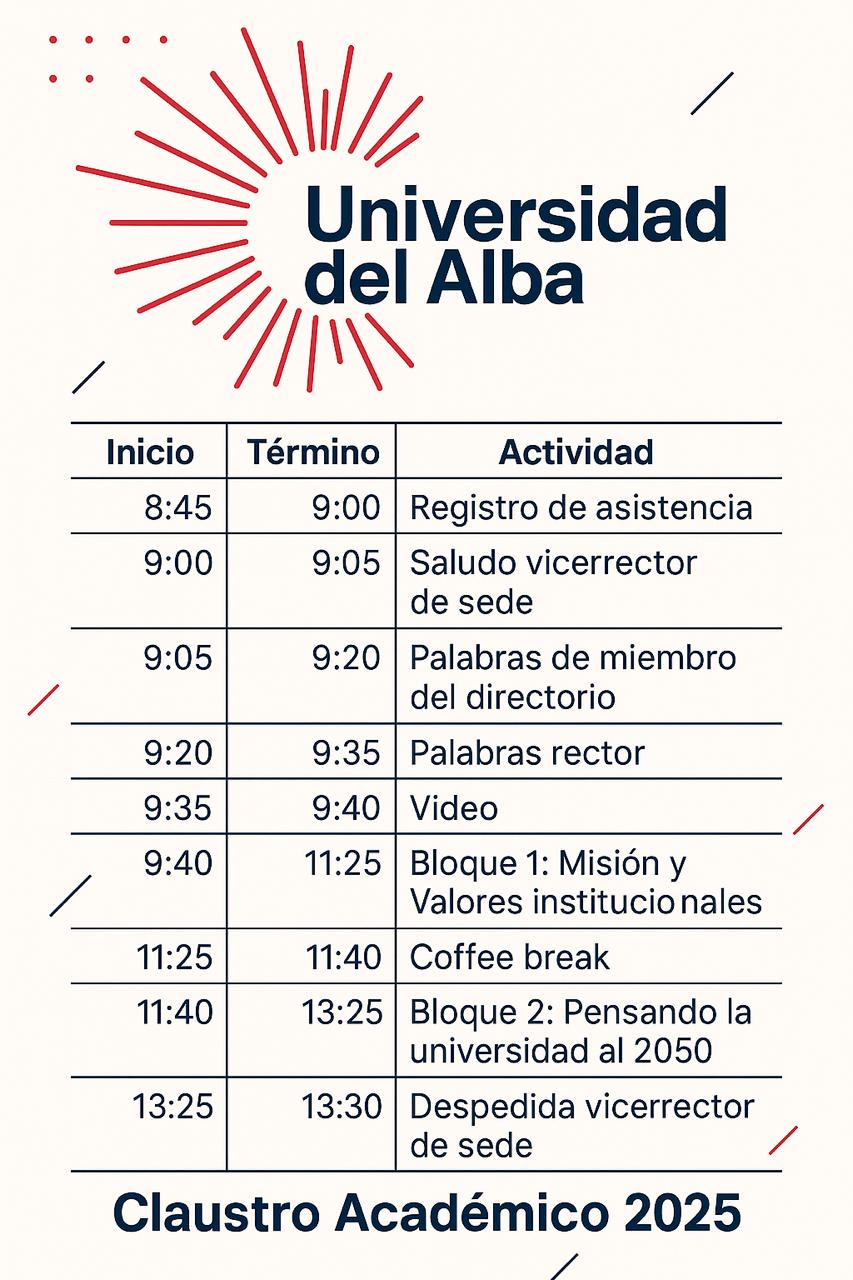 Universidad
del Alba
Inicio Término Actividad
8:45 9:00 Registro de asistencia
9:00 9:05 Saludo vicerrector
de sede
9:05 9:20 Palabras de miembro
del directorio
9:20 9:35 Palabras rector
9:35 9:40 Video
9:40 11:25 Bloque 1: Misión y
Valores institucionales
11:25 11:40 Coffee break
11:40 13:25 Bloque 2: Pensando la
universidad al 2050
13:25 13:30 Despedida vicerrector
de sede
Claustro Académico 2025